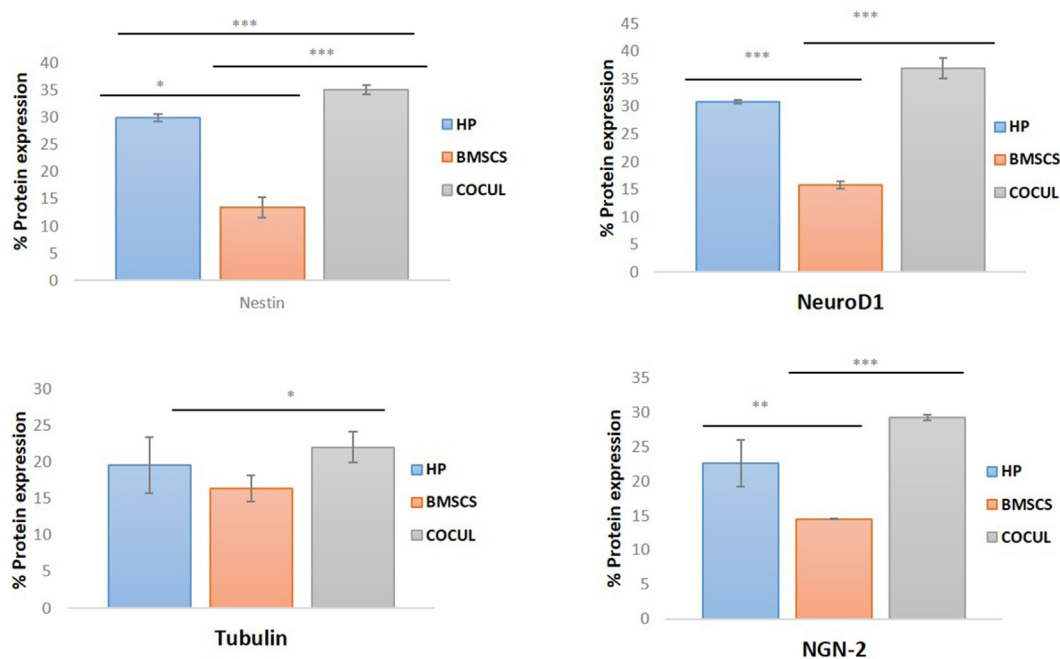 ***
***
*
40
35
30
25
20
15
10
5
0
% Protein expression
Nestin
HP
BMSCS
COCUL
***
***
45
40
35
30
25
20
15
10
5
0
% Protein expression
NeuroD1
HP
BMSCS
COCUL
*
30
25
20
15
10
5
0
% Protein expression
Tubulin
HP
BMSCS
COCUL
***
**
35
30
25
20
15
10
5
0
% Protein expression
NGN-2
HP
BMSCS
COCUL